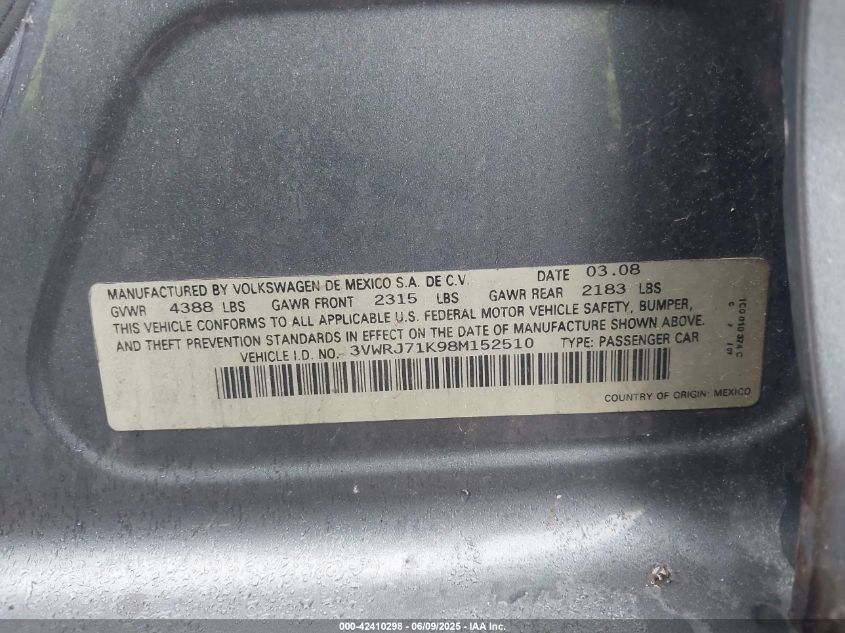 MANUFACTURED BY VOLKSWAGEN DE MEXICO S.A. DE C.V. DATE 03.08
GVWR 4388 LBS GAWR FRONT 2315 LBS GAWR REAR 2183 LBS
THIS VEHICLE CONFORMS TO ALL APPLICABLE U.S. FEDERAL MOTOR VEHICLE SAFETY, BUMPER,
AND THEFT PREVENTION STANDARDS IN EFFECT ON THE DATE OF MANUFACTURE SHOWN ABOVE.
VEHICLE I.D. NO.- 3VWRJ71K98M152510 TYPE: PASSENGER CAR
COUNTRY OF ORIGIN: MEXICO
1C0 010 374 C
000-42410298 - 06/09/2025 - IAA Inc.